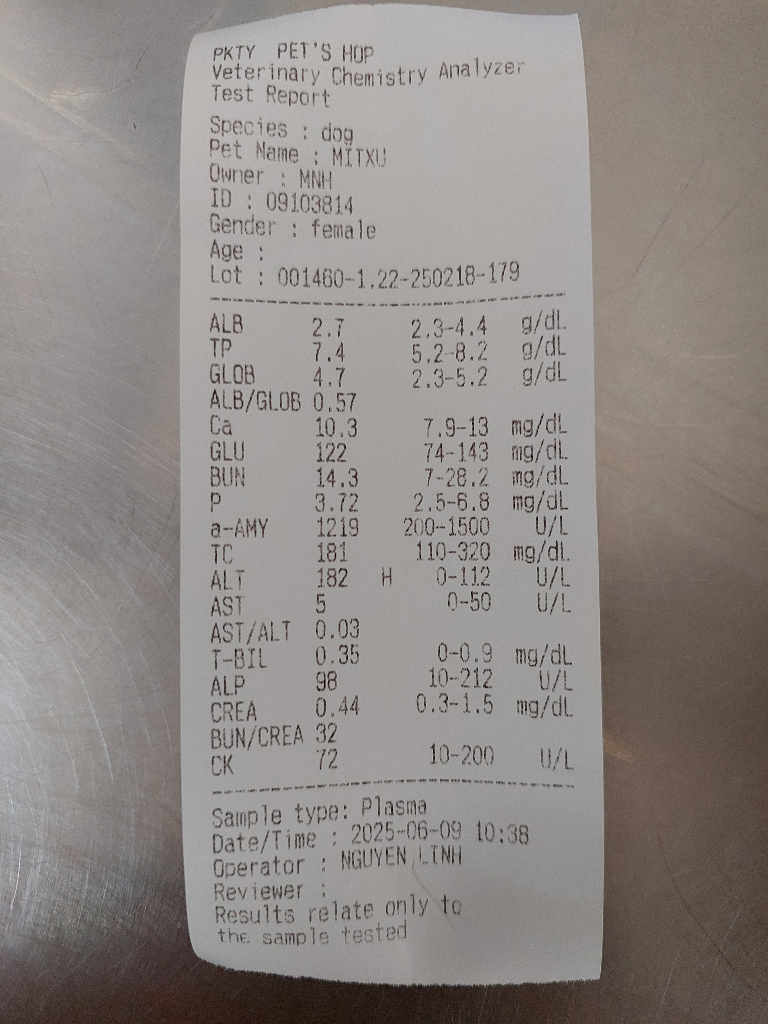 PKTY PET'S HOP
Veterinary Chemistry Analyzer
Test Report
Species : dog
Pet Name : MITXU
Owner : MNH
ID : 09103814
Gender : female
Age :
Lot : 001460-1.22-250218-179
ALB 2.7 2.3-4.4 g/dL
TP 7.4 5.2-8.2 g/dL
GLOB 4.7 2.3-5.2 g/dL
ALB/GLOB 0.57
Ca 10.3 7.9-13 mg/dL
GLU 122 74-143 mg/dL
BUN 14.3 7-28.2 mg/dL
P 3.72 2.5-6.8 mg/dL
a-AMY 1219 200-1500 U/L
TC 181 110-320 mg/dL
ALT 182 H 0-112 U/L
AST 5 0-50 U/L
AST/ALT 0.03
T-BIL 0.35 0-0.9 mg/dL
ALP 98 10-212 U/L
CREA 0.44 0.3-1.5 mg/dL
BUN/CREA 32
CK 72 10-200 U/L
Sample type: Plasma
Date/Time : 2025-06-09 10:38
Operator : NGUYEN LINH
Reviewer :
Results relate only to
the sample tested